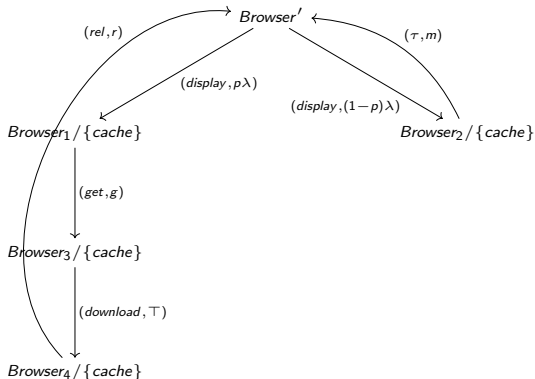 Browser′
(rel,r)
(τ,m)
(display,pλ)
(display,(1−p)λ)
Browser₁/{cache}
Browser₂/{cache}
(get,g)
Browser₃/{cache}
(download,⊤)
Browser₄/{cache}